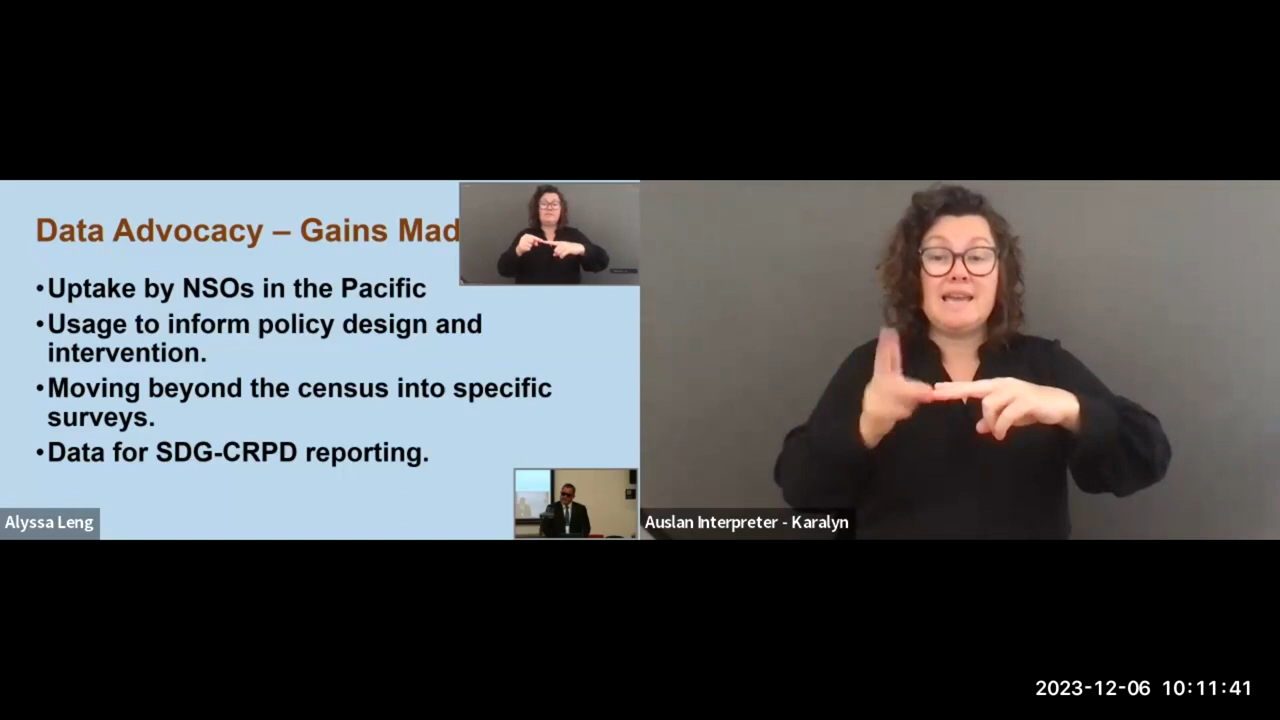 Data Advocacy – Gains Mad
•Uptake by NSOs in the Pacific
•Usage to inform policy design and
intervention.
•Moving beyond the census into specific
surveys.
•Data for SDG-CRPD reporting.
Alyssa Leng
Auslan Interpreter - Karalyn
2023-12-06 10:11:41